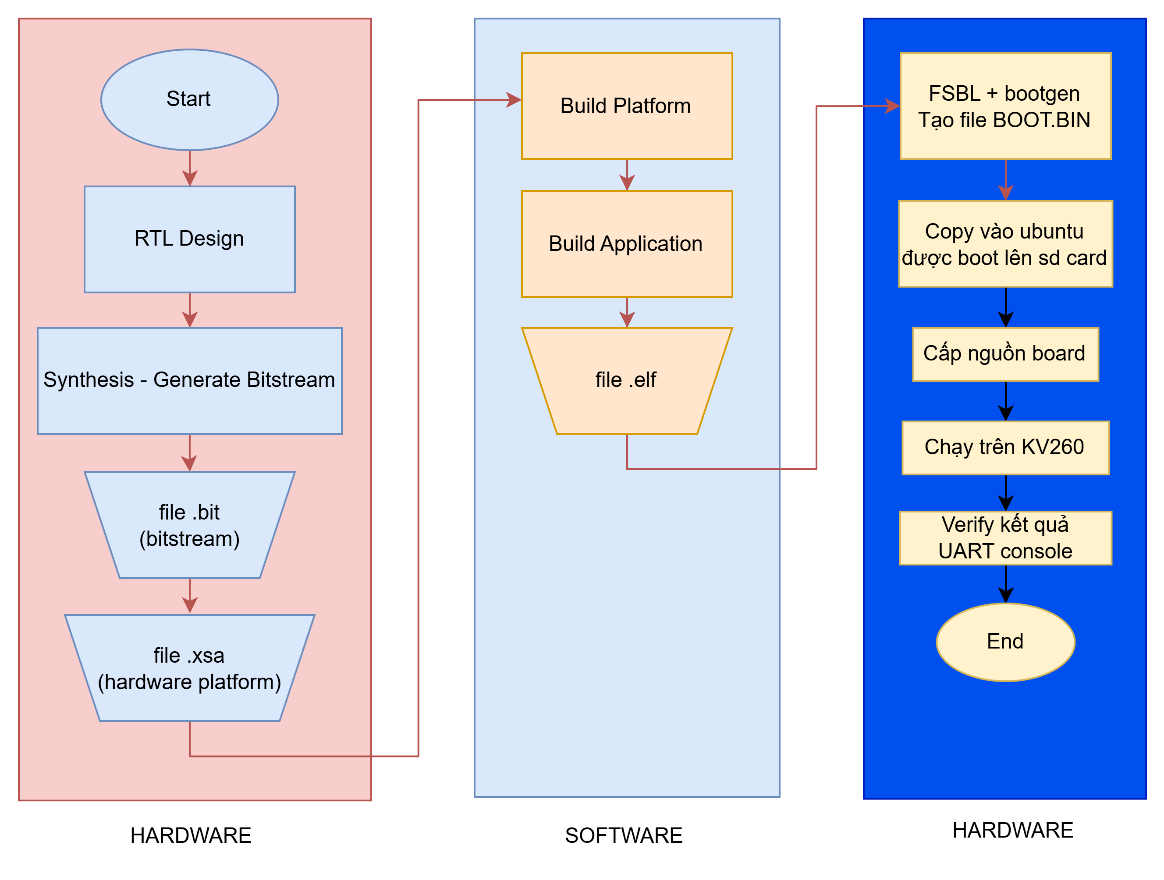 Start
RTL Design
Synthesis - Generate Bitstream
file .bit
(bitstream)
file .xsa
(hardware platform)
HARDWARE
Build Platform
Build Application
file .elf
SOFTWARE
FSBL + bootgen
Tạo file BOOT.BIN
Copy vào ubuntu
được boot lên sd card
Cấp nguồn board
Chạy trên KV260
Verify kết quả
UART console
End
HARDWARE